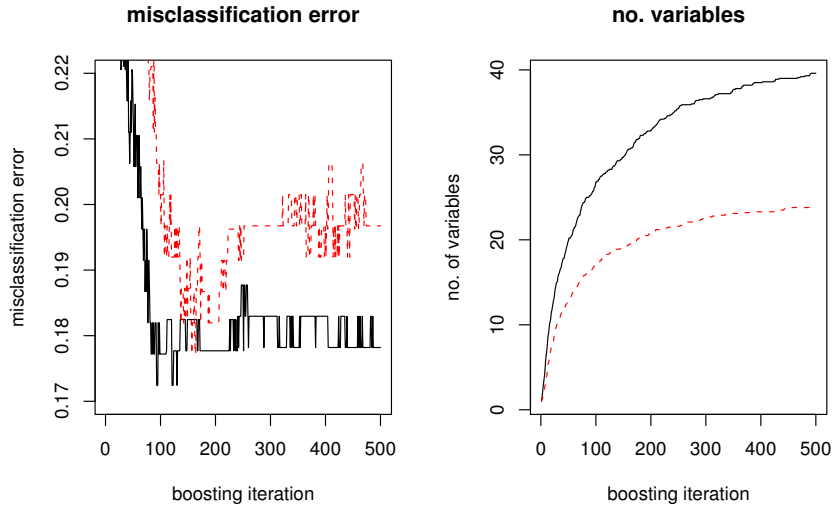 misclassification error
misclassification error
0.22
0.21
0.20
0.19
0.18
0.17
0 100 200 300 400 500
boosting iteration
no. variables
no. of variables
40
30
20
10
0
0 100 200 300 400 500
boosting iteration